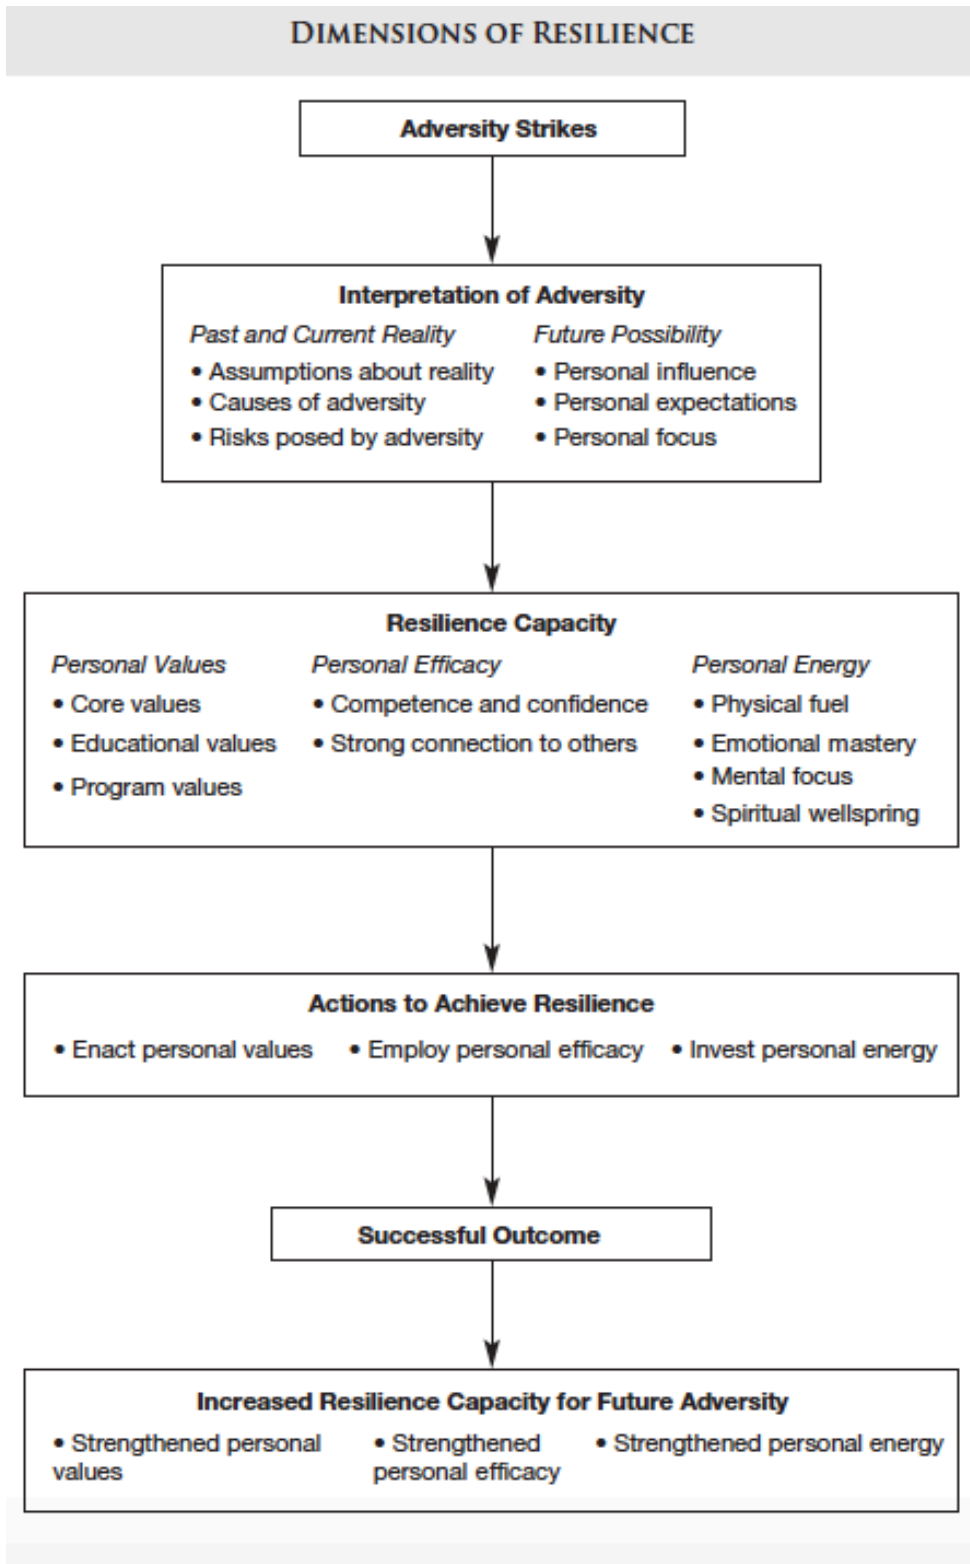 DIMENSIONS OF RESILIENCE
Adversity Strikes
Interpretation of Adversity
Past and Current Reality
• Assumptions about reality
• Causes of adversity
• Risks posed by adversity
Future Possibility
• Personal influence
• Personal expectations
• Personal focus
Resilience Capacity
Personal Values
• Core values
• Educational values
• Program values
Personal Efficacy
• Competence and confidence
• Strong connection to others
Personal Energy
• Physical fuel
• Emotional mastery
• Mental focus
• Spiritual wellspring
Actions to Achieve Resilience
• Enact personal values
• Employ personal efficacy
• Invest personal energy
Successful Outcome
Increased Resilience Capacity for Future Adversity
• Strengthened personal
values
• Strengthened
personal efficacy
• Strengthened personal energy